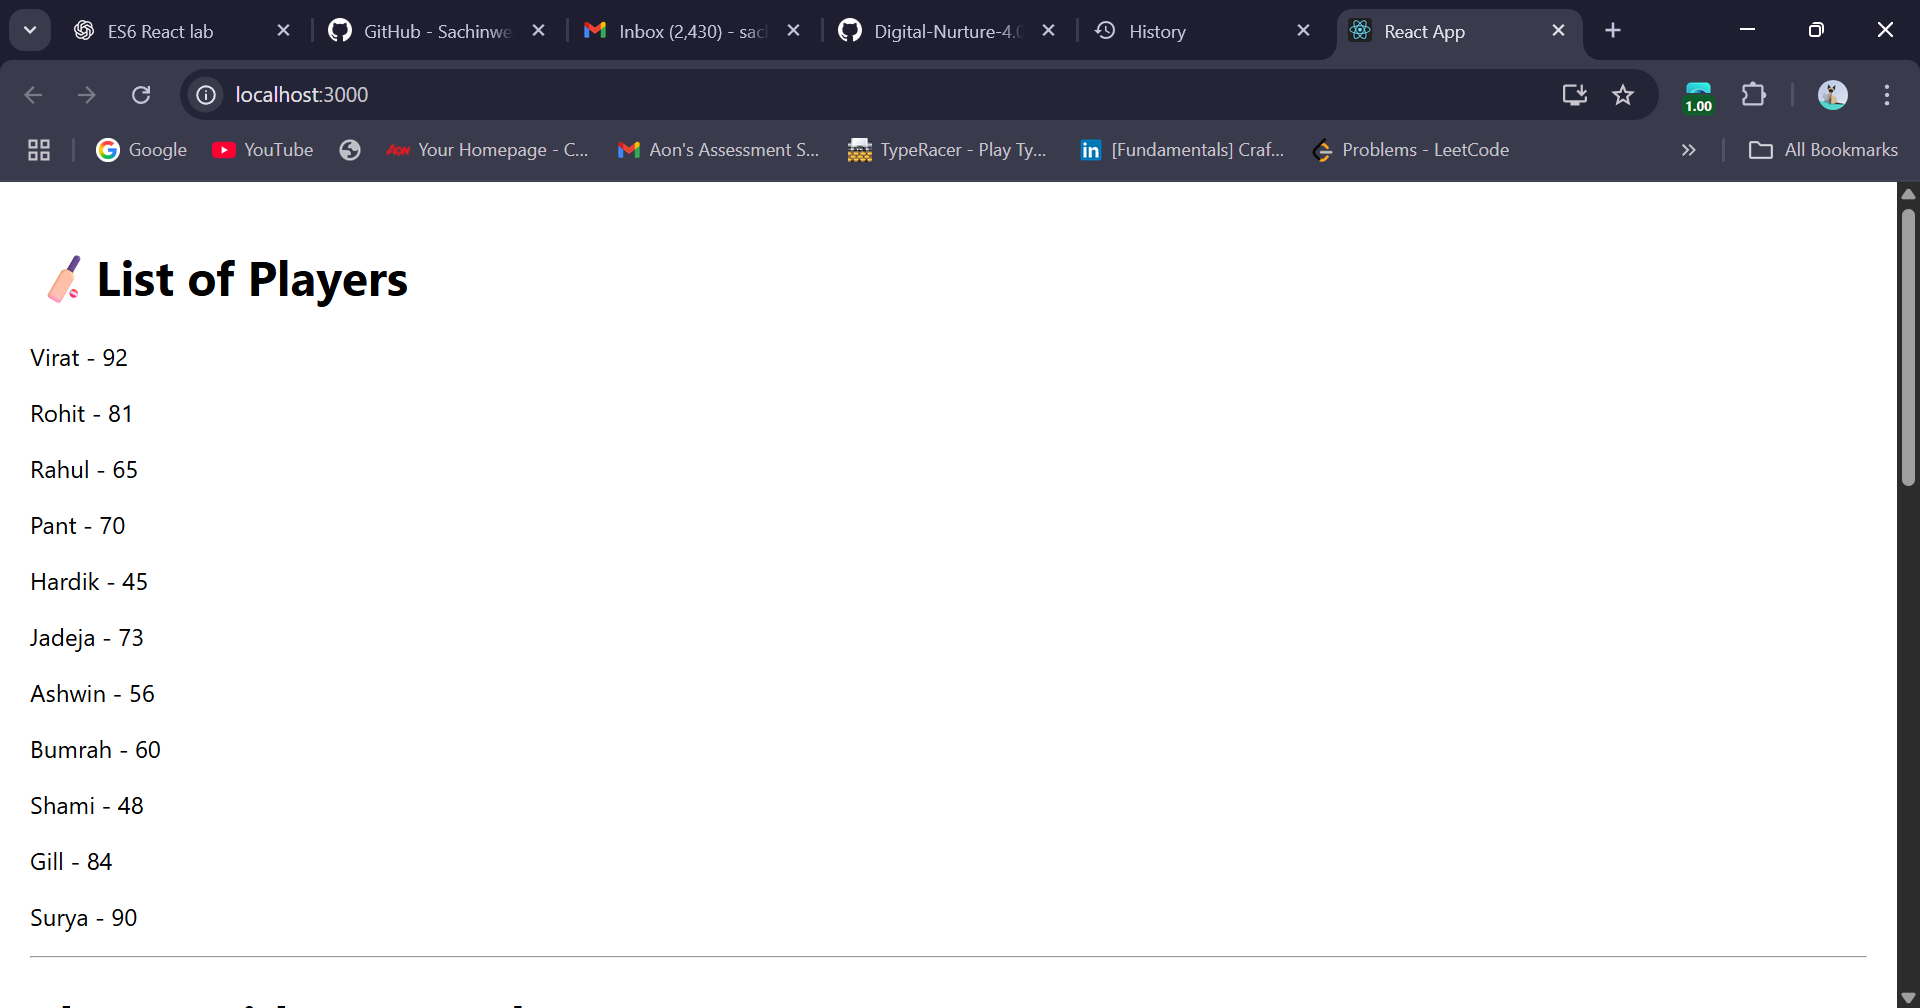 ES6 React lab
GitHub - Sachinwe
Inbox (2,430) - sac
Digital-Nurture-4.0
History
React App
localhost:3000
1.00
Google
YouTube
Aon Your Homepage - C...
Aon's Assessment S...
TypeRacer - Play Ty...
in [Fundamentals] Craf...
Problems - LeetCode
All Bookmarks
List of Players
Virat - 92
Rohit - 81
Rahul - 65
Pant - 70
Hardik - 45
Jadeja - 73
Ashwin - 56
Bumrah - 60
Shami - 48
Gill - 84
Surya - 90